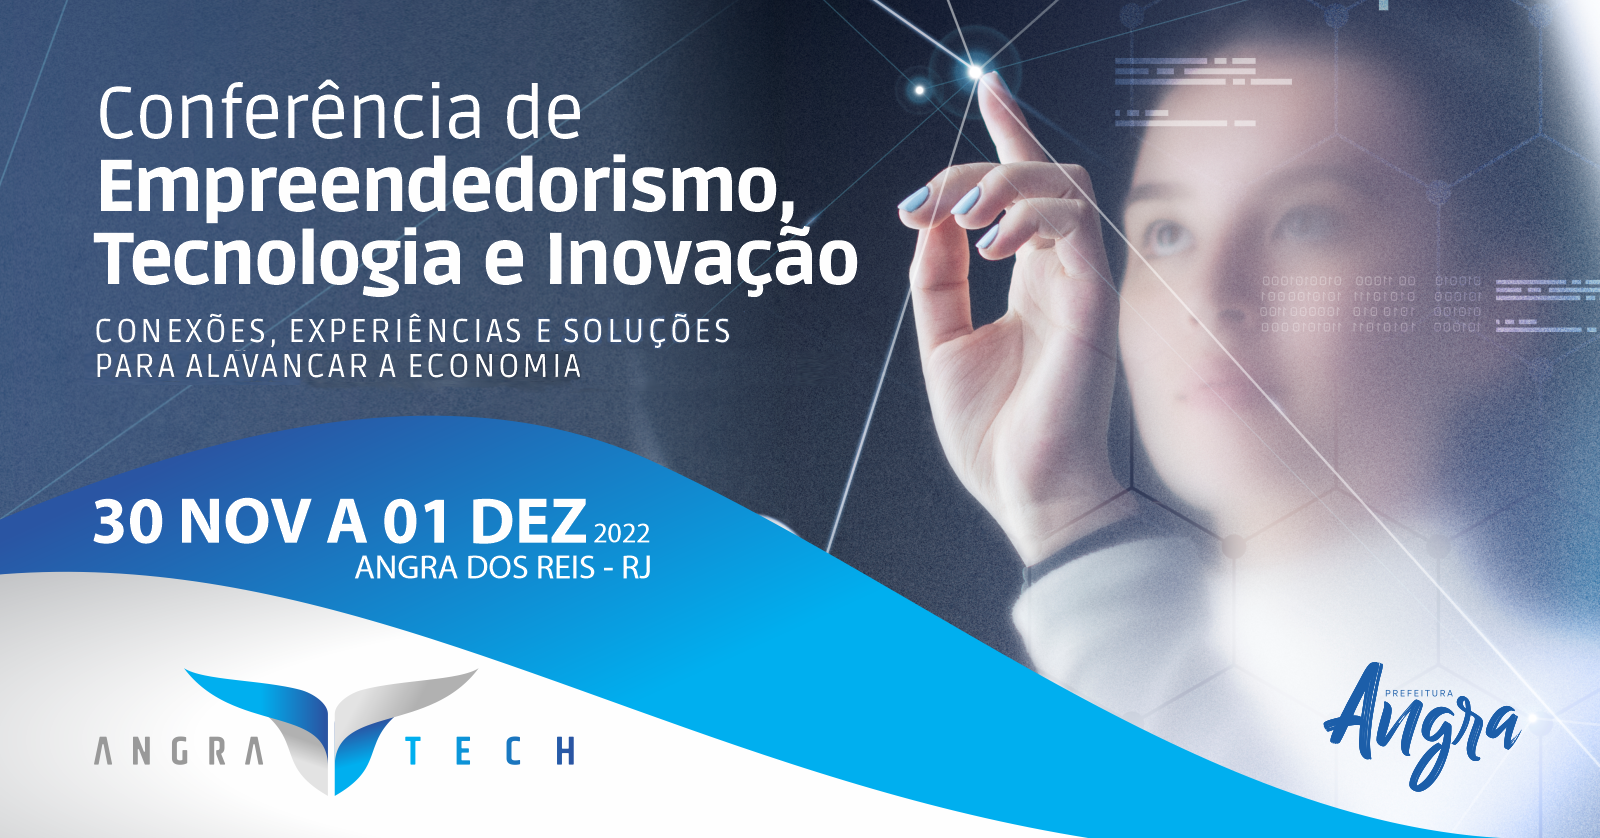 Conferência de
Empreendedorismo,
Tecnologia e Inovação
CONEXÕES, EXPERIÊNCIAS E SOLUÇÕES
PARA ALAVANCAR A ECONOMIA
30 NOV A 01 DEZ 2022
ANGRA DOS REIS - RJ
ANGRA TECH
PREFEITURA
Angra